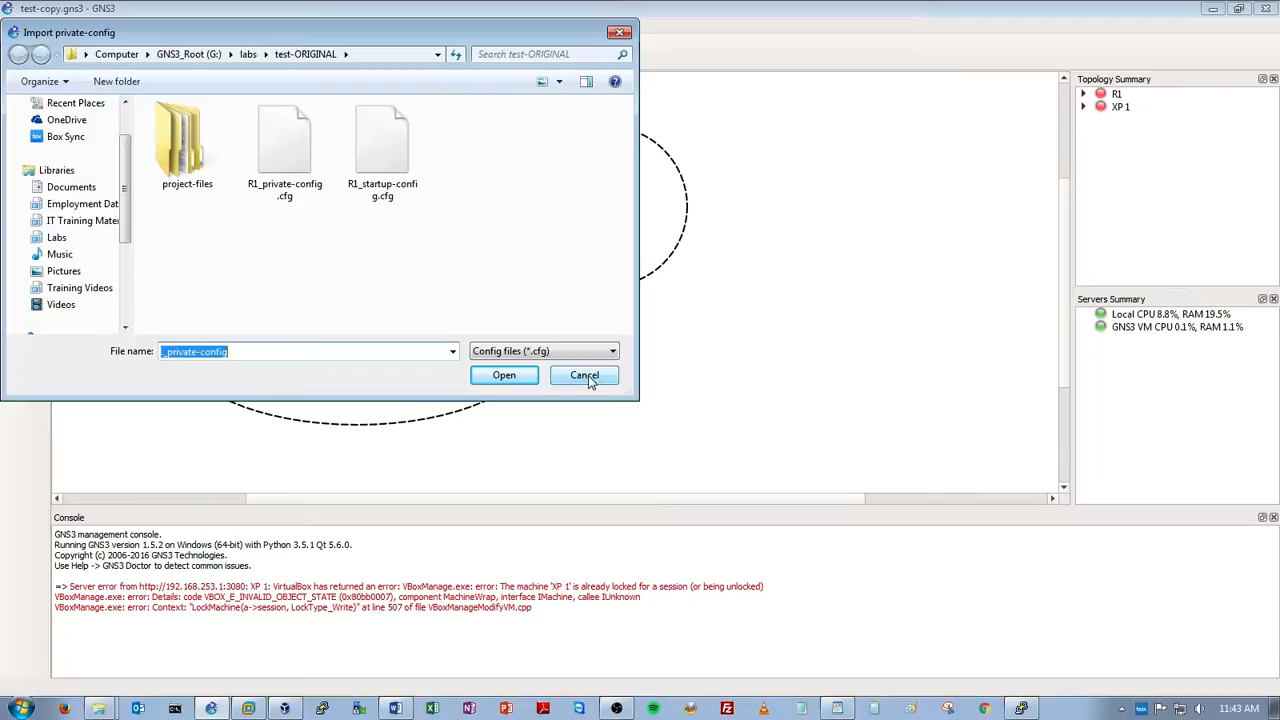 test-copy.gns3 - GNS3
Import private-config
Computer
GNS3_Root (G:)
labs
test-ORIGINAL
Search test-ORIGINAL
Organize
New folder
Recent Places
OneDrive
Box Sync
Libraries
Documents
Employment Dat
IT Training Mater
Labs
Music
Pictures
Training Videos
Videos
project-files
R1_private-config
.cfg
R1_startup-confi
g.cfg
File name:
_private-config
Config files (*.cfg)
Open
Cancel
Topology Summary
R1
XP 1
Servers Summary
Local CPU 8.8%, RAM 19.5%
GNS3 VM CPU 0.1%, RAM 1.1%
Console
GNS3 management console.
Running GNS3 version 1.5.2 on Windows (64-bit) with Python 3.5.1 Qt 5.6.0.
Copyright (c) 2006-2016 GNS3 Technologies.
Use Help -> GNS3 Doctor to detect common issues.
=> Server error from http://192.168.253.1:3080: XP 1: VirtualBox has returned an error: VBoxManage.exe: error: The machine 'XP 1' is already locked for a session (or being unlocked)
VBoxManage.exe: error: Details: code VBOX_E_INVALID_OBJECT_STATE (0x80bb0007), component MachineWrap, interface IMachine, callee IUnknown
VBoxManage.exe: error: Context: "LockMachine(a->session, LockType_Write)" at line 507 of file VBoxManageModifyVM.cpp
11:43 AM